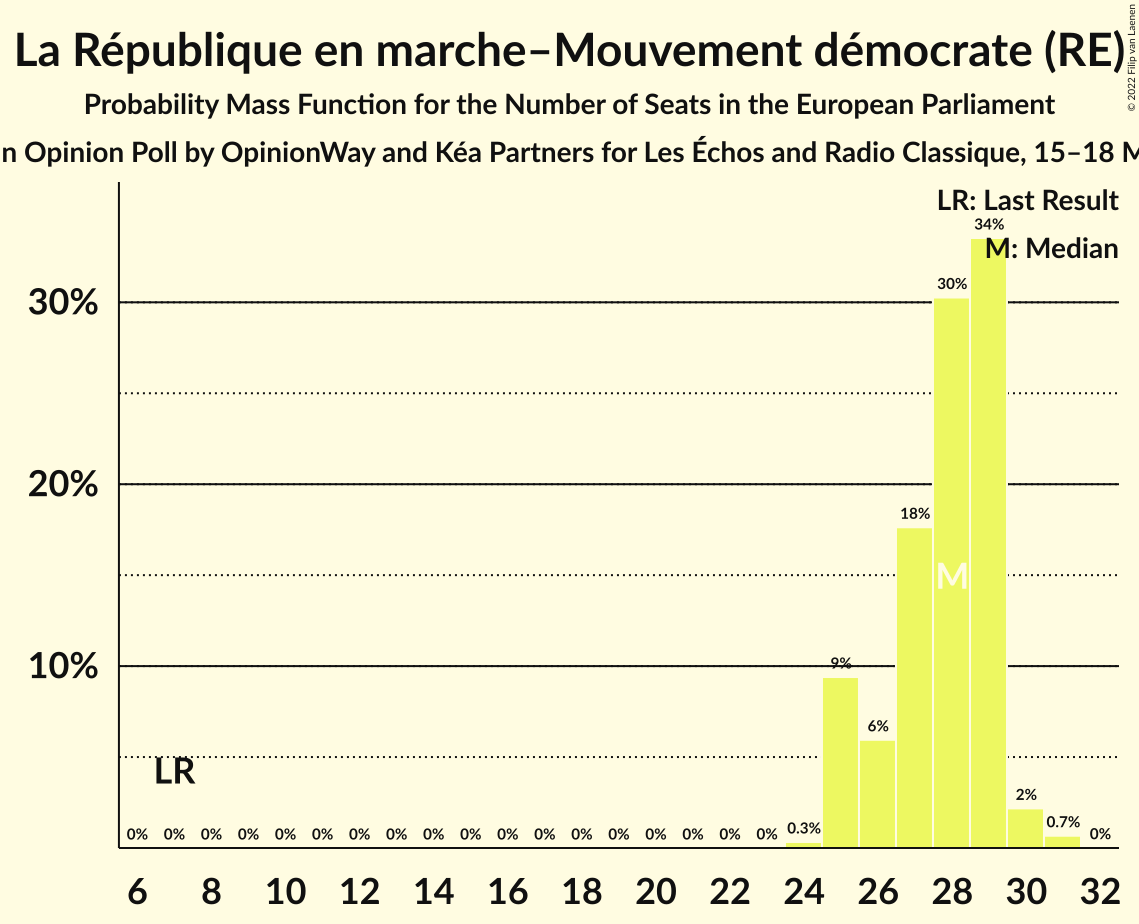 La République en marche–Mouvement démocrate (RE)
© 2022 Filip van Laenen
Probability Mass Function for the Number of Seats in the European Parliament
n Opinion Poll by OpinionWay and Kéa Partners for Les Échos and Radio Classique, 15–18 M
LR: Last Result
34%
M: Median
30%
30%
20%
18%
M
10%
9%
6%
LR
2%
0% 0% 0% 0% 0% 0% 0% 0% 0% 0% 0% 0% 0% 0% 0% 0% 0% 0% 0.3% 0.7% 0%
6 8 10 12 14 16 18 20 22 24 26 28 30 32